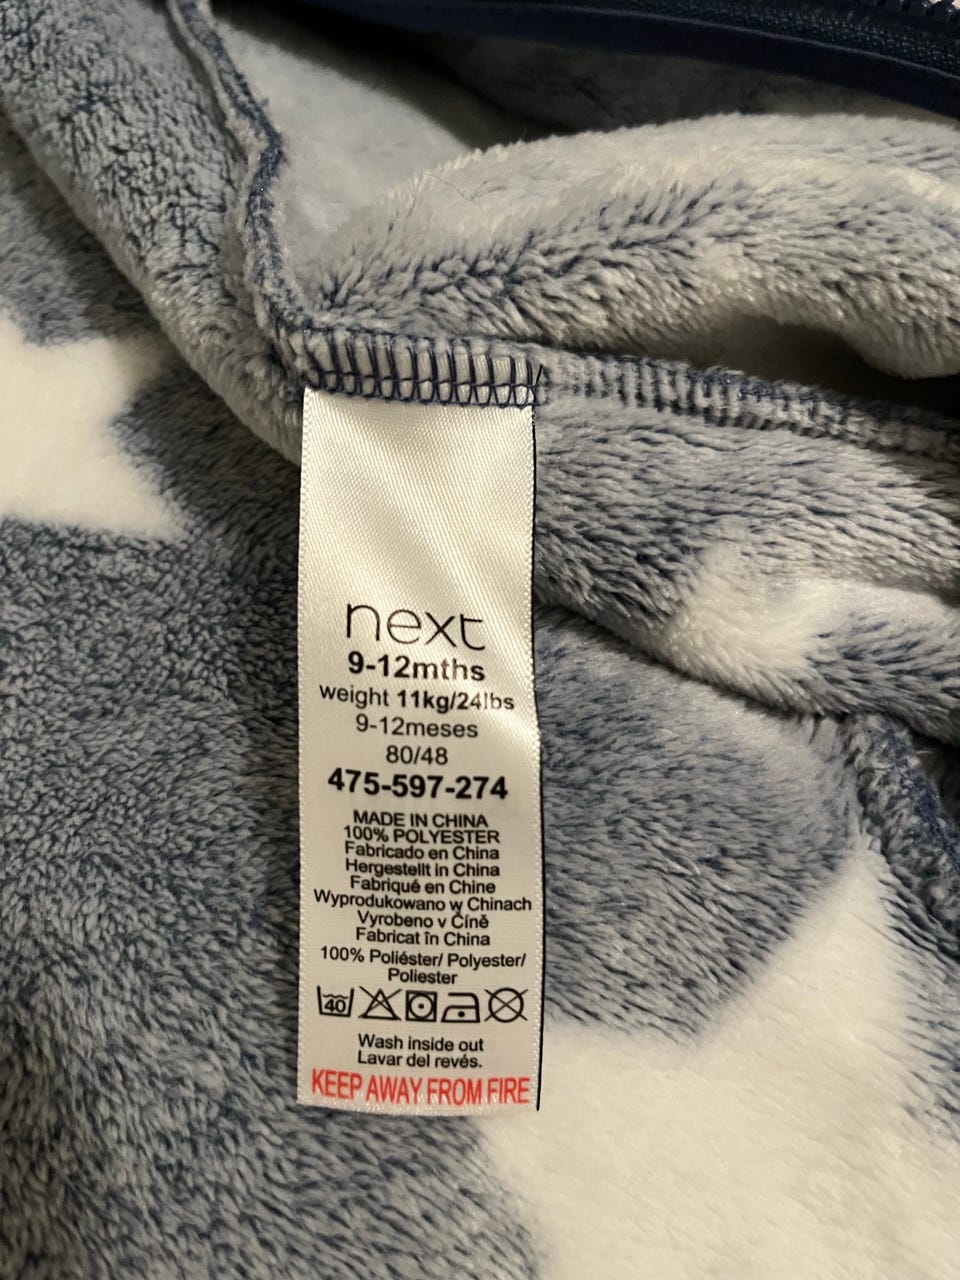 next
9-12mths
weight 11kg/24lbs
9-12meses
80/48
475-597-274
MADE IN CHINA
100% POLYESTER
Fabricado en China
Hergestellt in China
Fabriqué en Chine
Wyprodukowano w Chinach
Vyrobeno v Číně
Fabricat în China
100% Poliéster/ Polyester/
Poliester
40
Wash inside out
Lavar del revés.
KEEP AWAY FROM FIRE